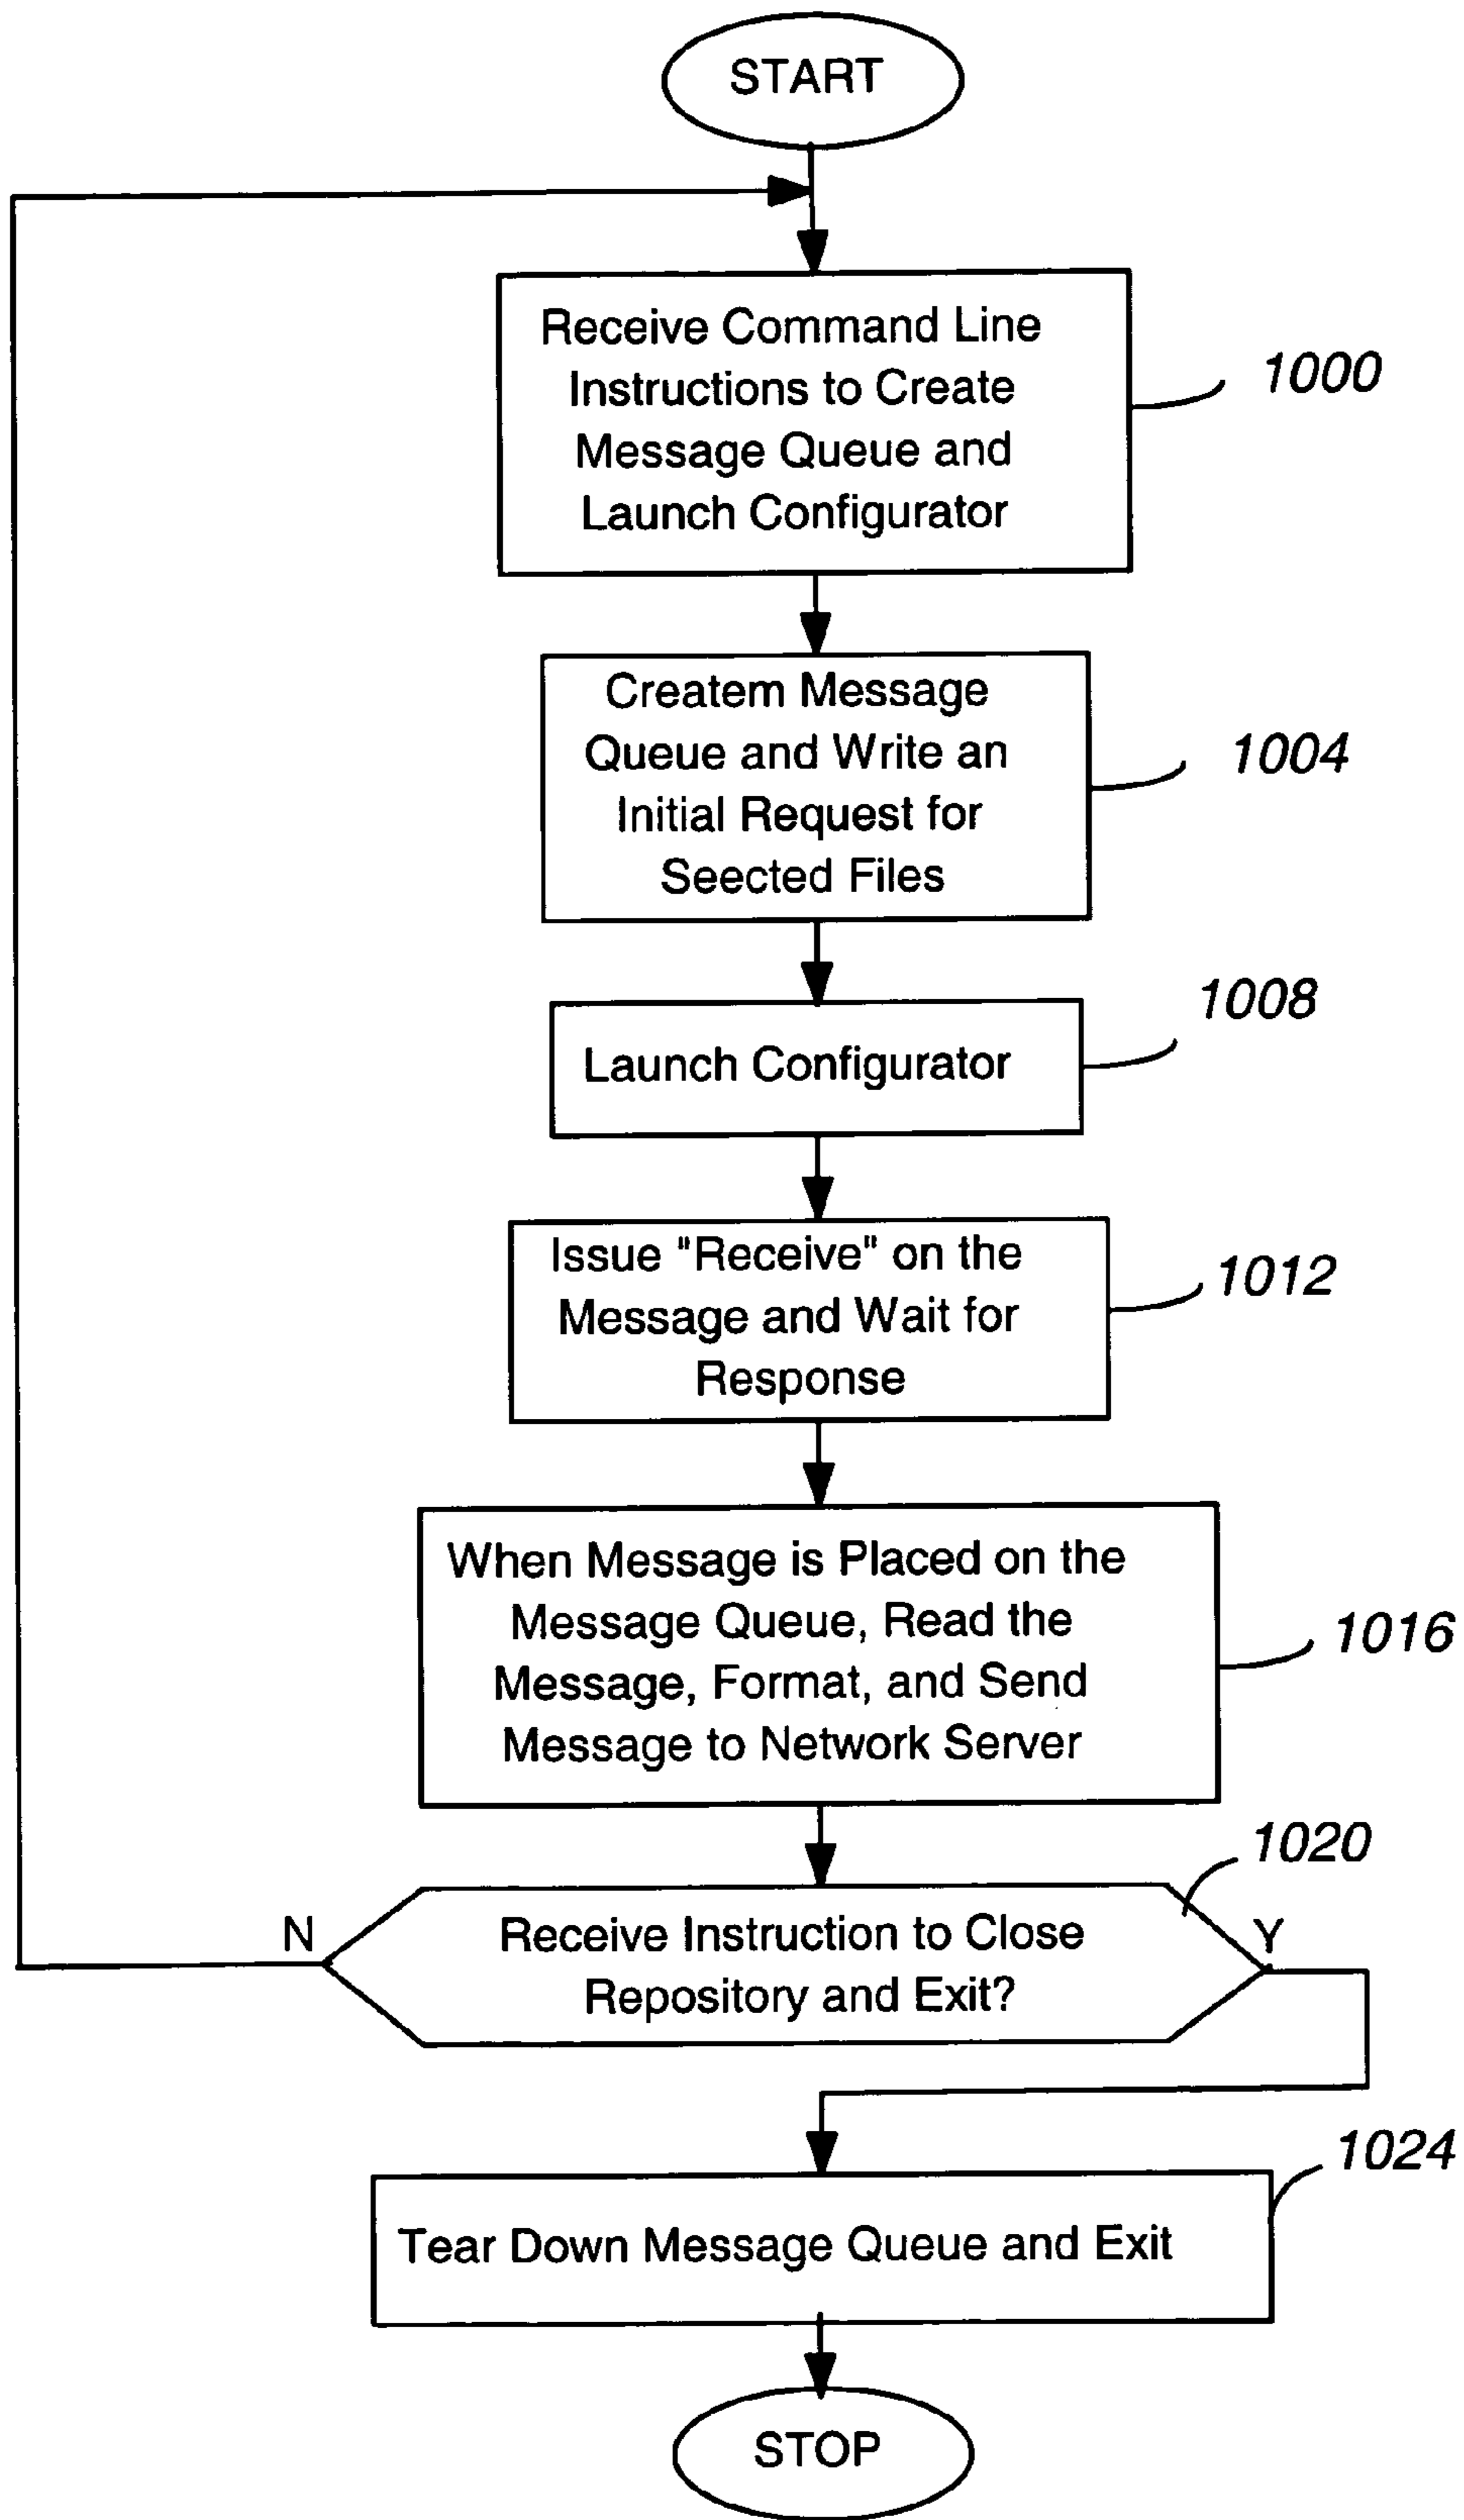 START
Receive Command Line
Instructions to Create
Message Queue and
Launch Configurator
1000
Createm Message
Queue and Write an
Initial Request for
Seected Files
1004
Launch Configurator
1008
Issue "Receive" on the
Message and Wait for
Response
1012
When Message is Placed on the
Message Queue, Read the
Message, Format, and Send
Message to Network Server
1016
1020
N
Receive Instruction to Close
Repository and Exit?
Y
1024
Tear Down Message Queue and Exit
STOP